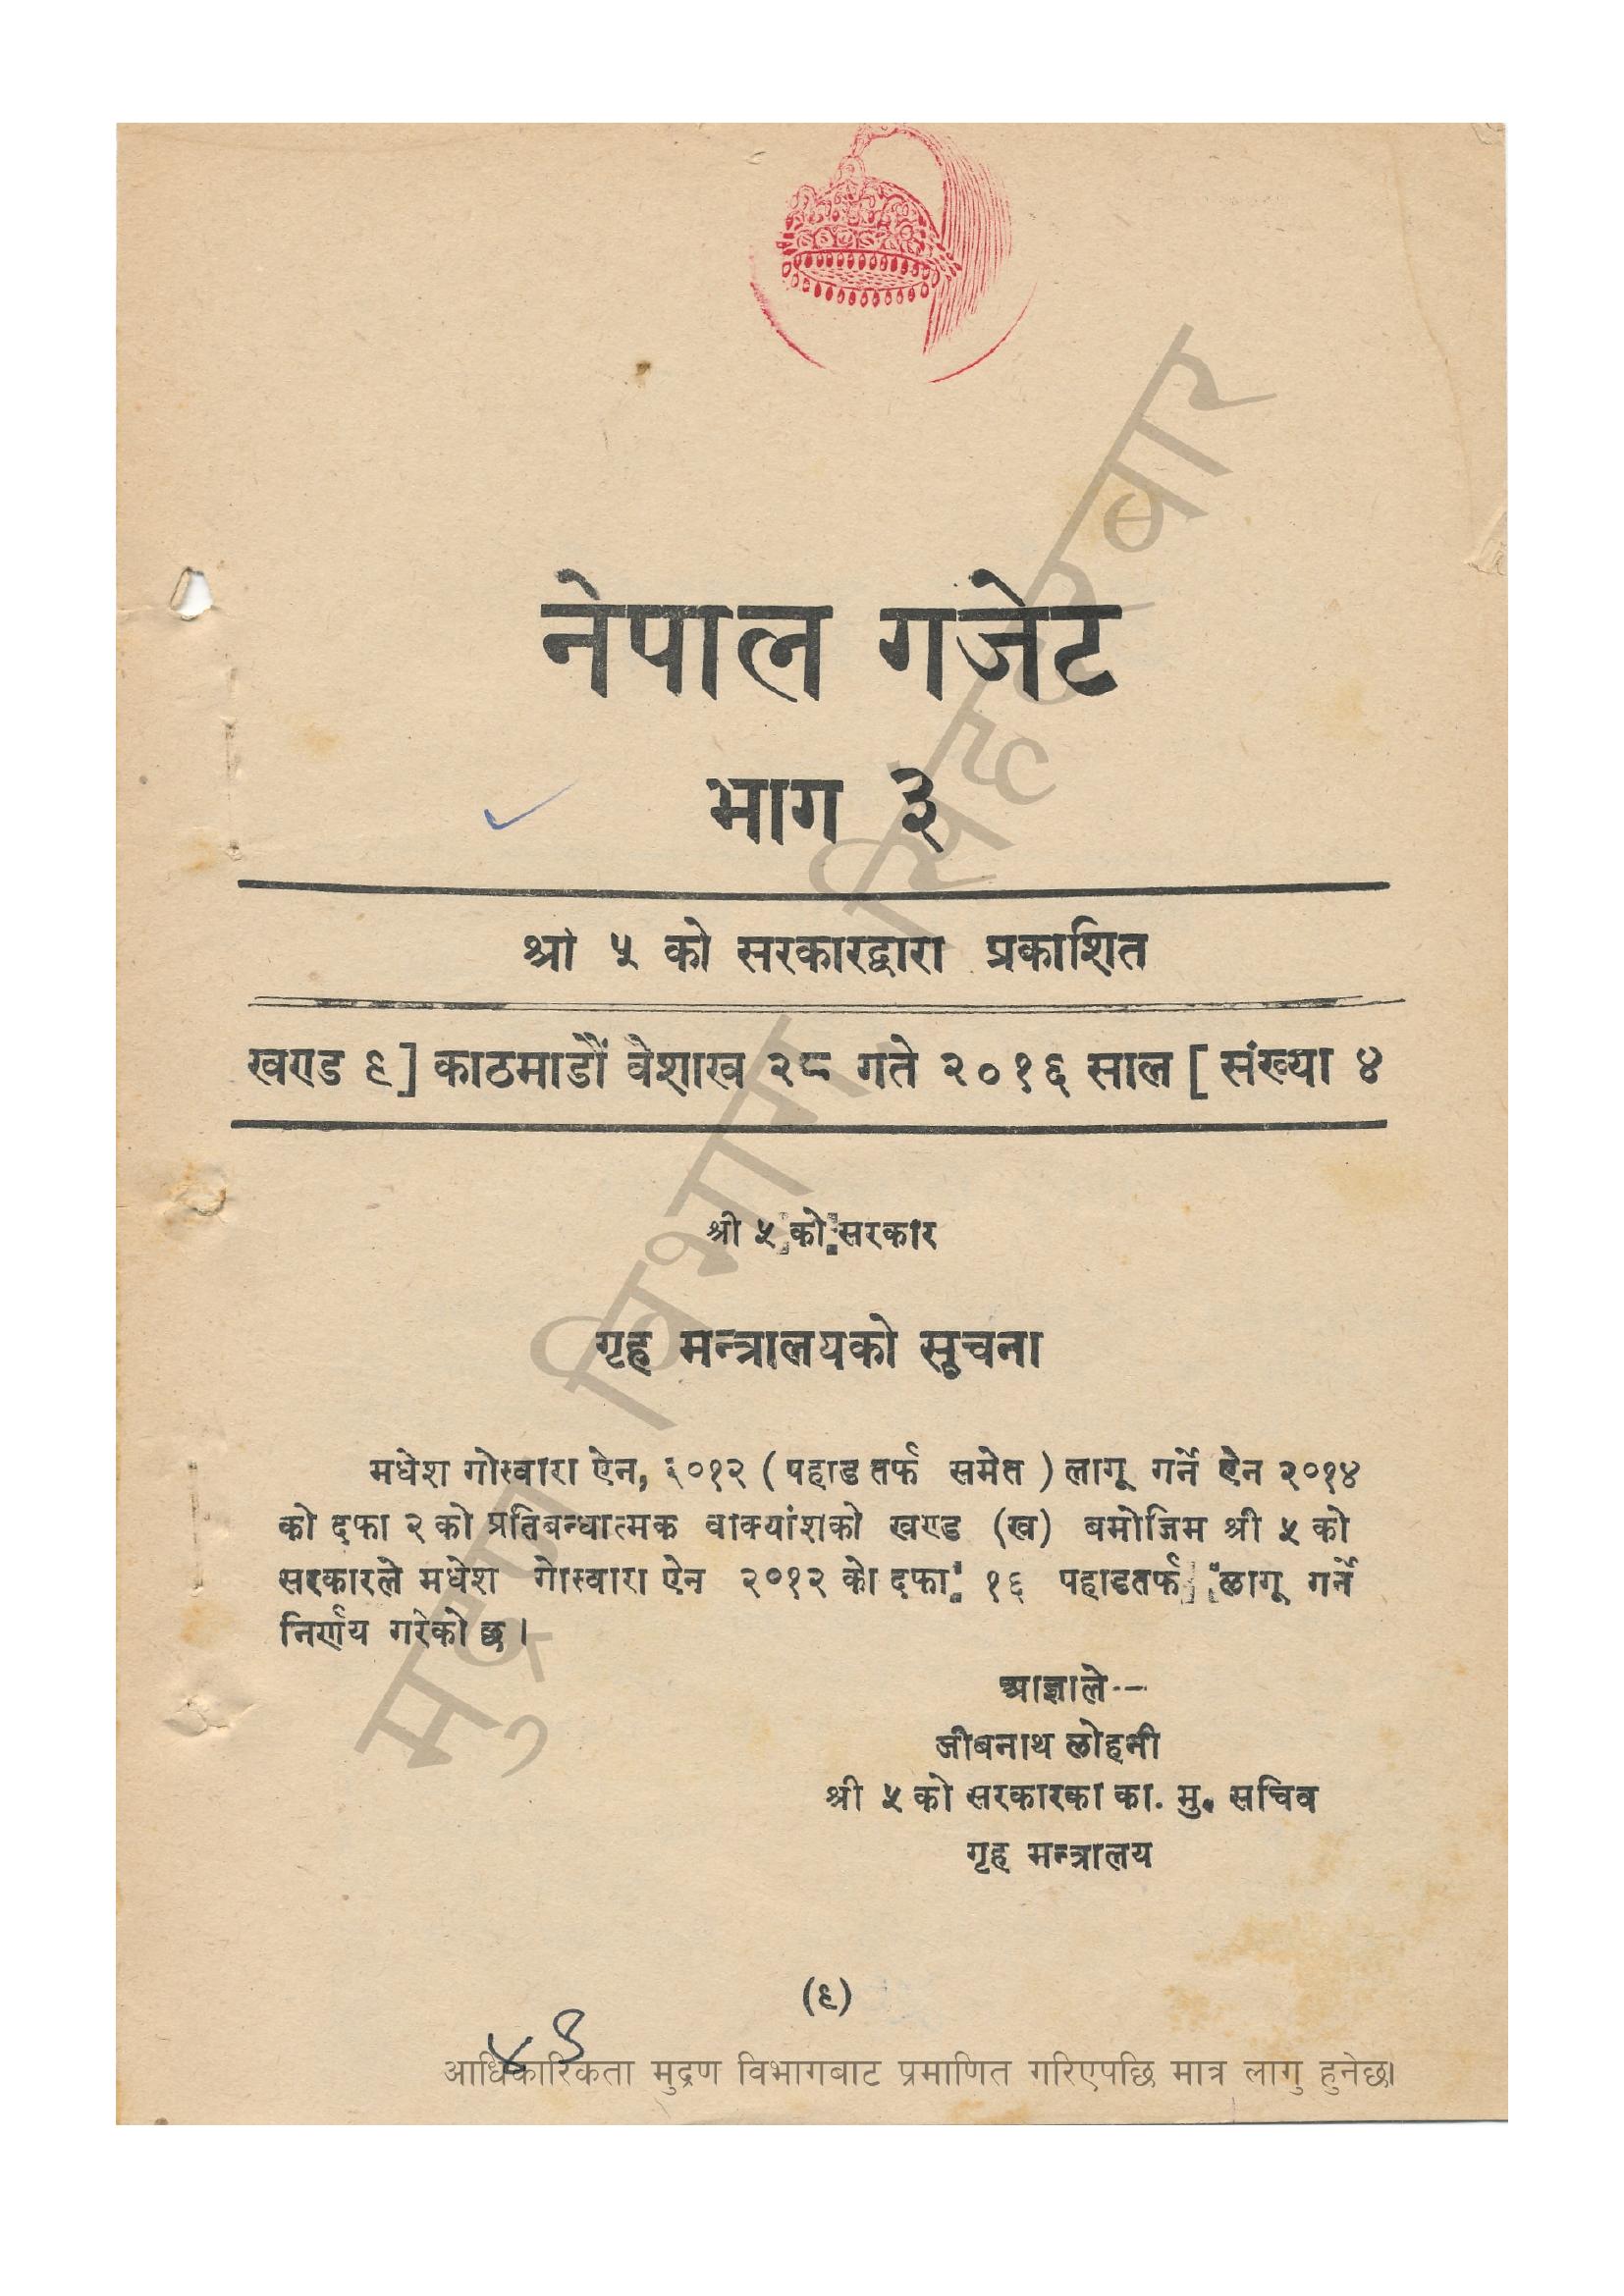 नेपाल गजेट
भाग ३
श्री ५ को सरकारद्वारा प्रकाशित
खण्ड ९] काठमाडौं वैशाख २८ गते २०१६ साल [ संख्या ४
श्री ५ को सरकार
गृह मन्त्रालयको सूचना
मधेश गोस्वारा ऐन, २०१२ (पहाड तर्फ समेत) लागू गर्ने ऐन २०१४
को दफा २ को प्रतिबन्धात्मक वाक्यांशको खण्ड (ख) बमोजिम श्री ५ को
सरकारले मधेश गोस्वारा ऐन २०१२ को दफा १६ पहाडतर्फ लागू गर्ने
निर्णय गरेको छ।
आज्ञाले--
जीबनाथ लोहनी
श्री ५ को सरकारका का. मु. सचिव
गृह मन्त्रालय
(९)
४९
आधिकारिकता मुद्रण विभागबाट प्रमाणित गरिएपछि मात्र लागु हुनेछ।
मुद्रण विभाग, सिंहदरबार